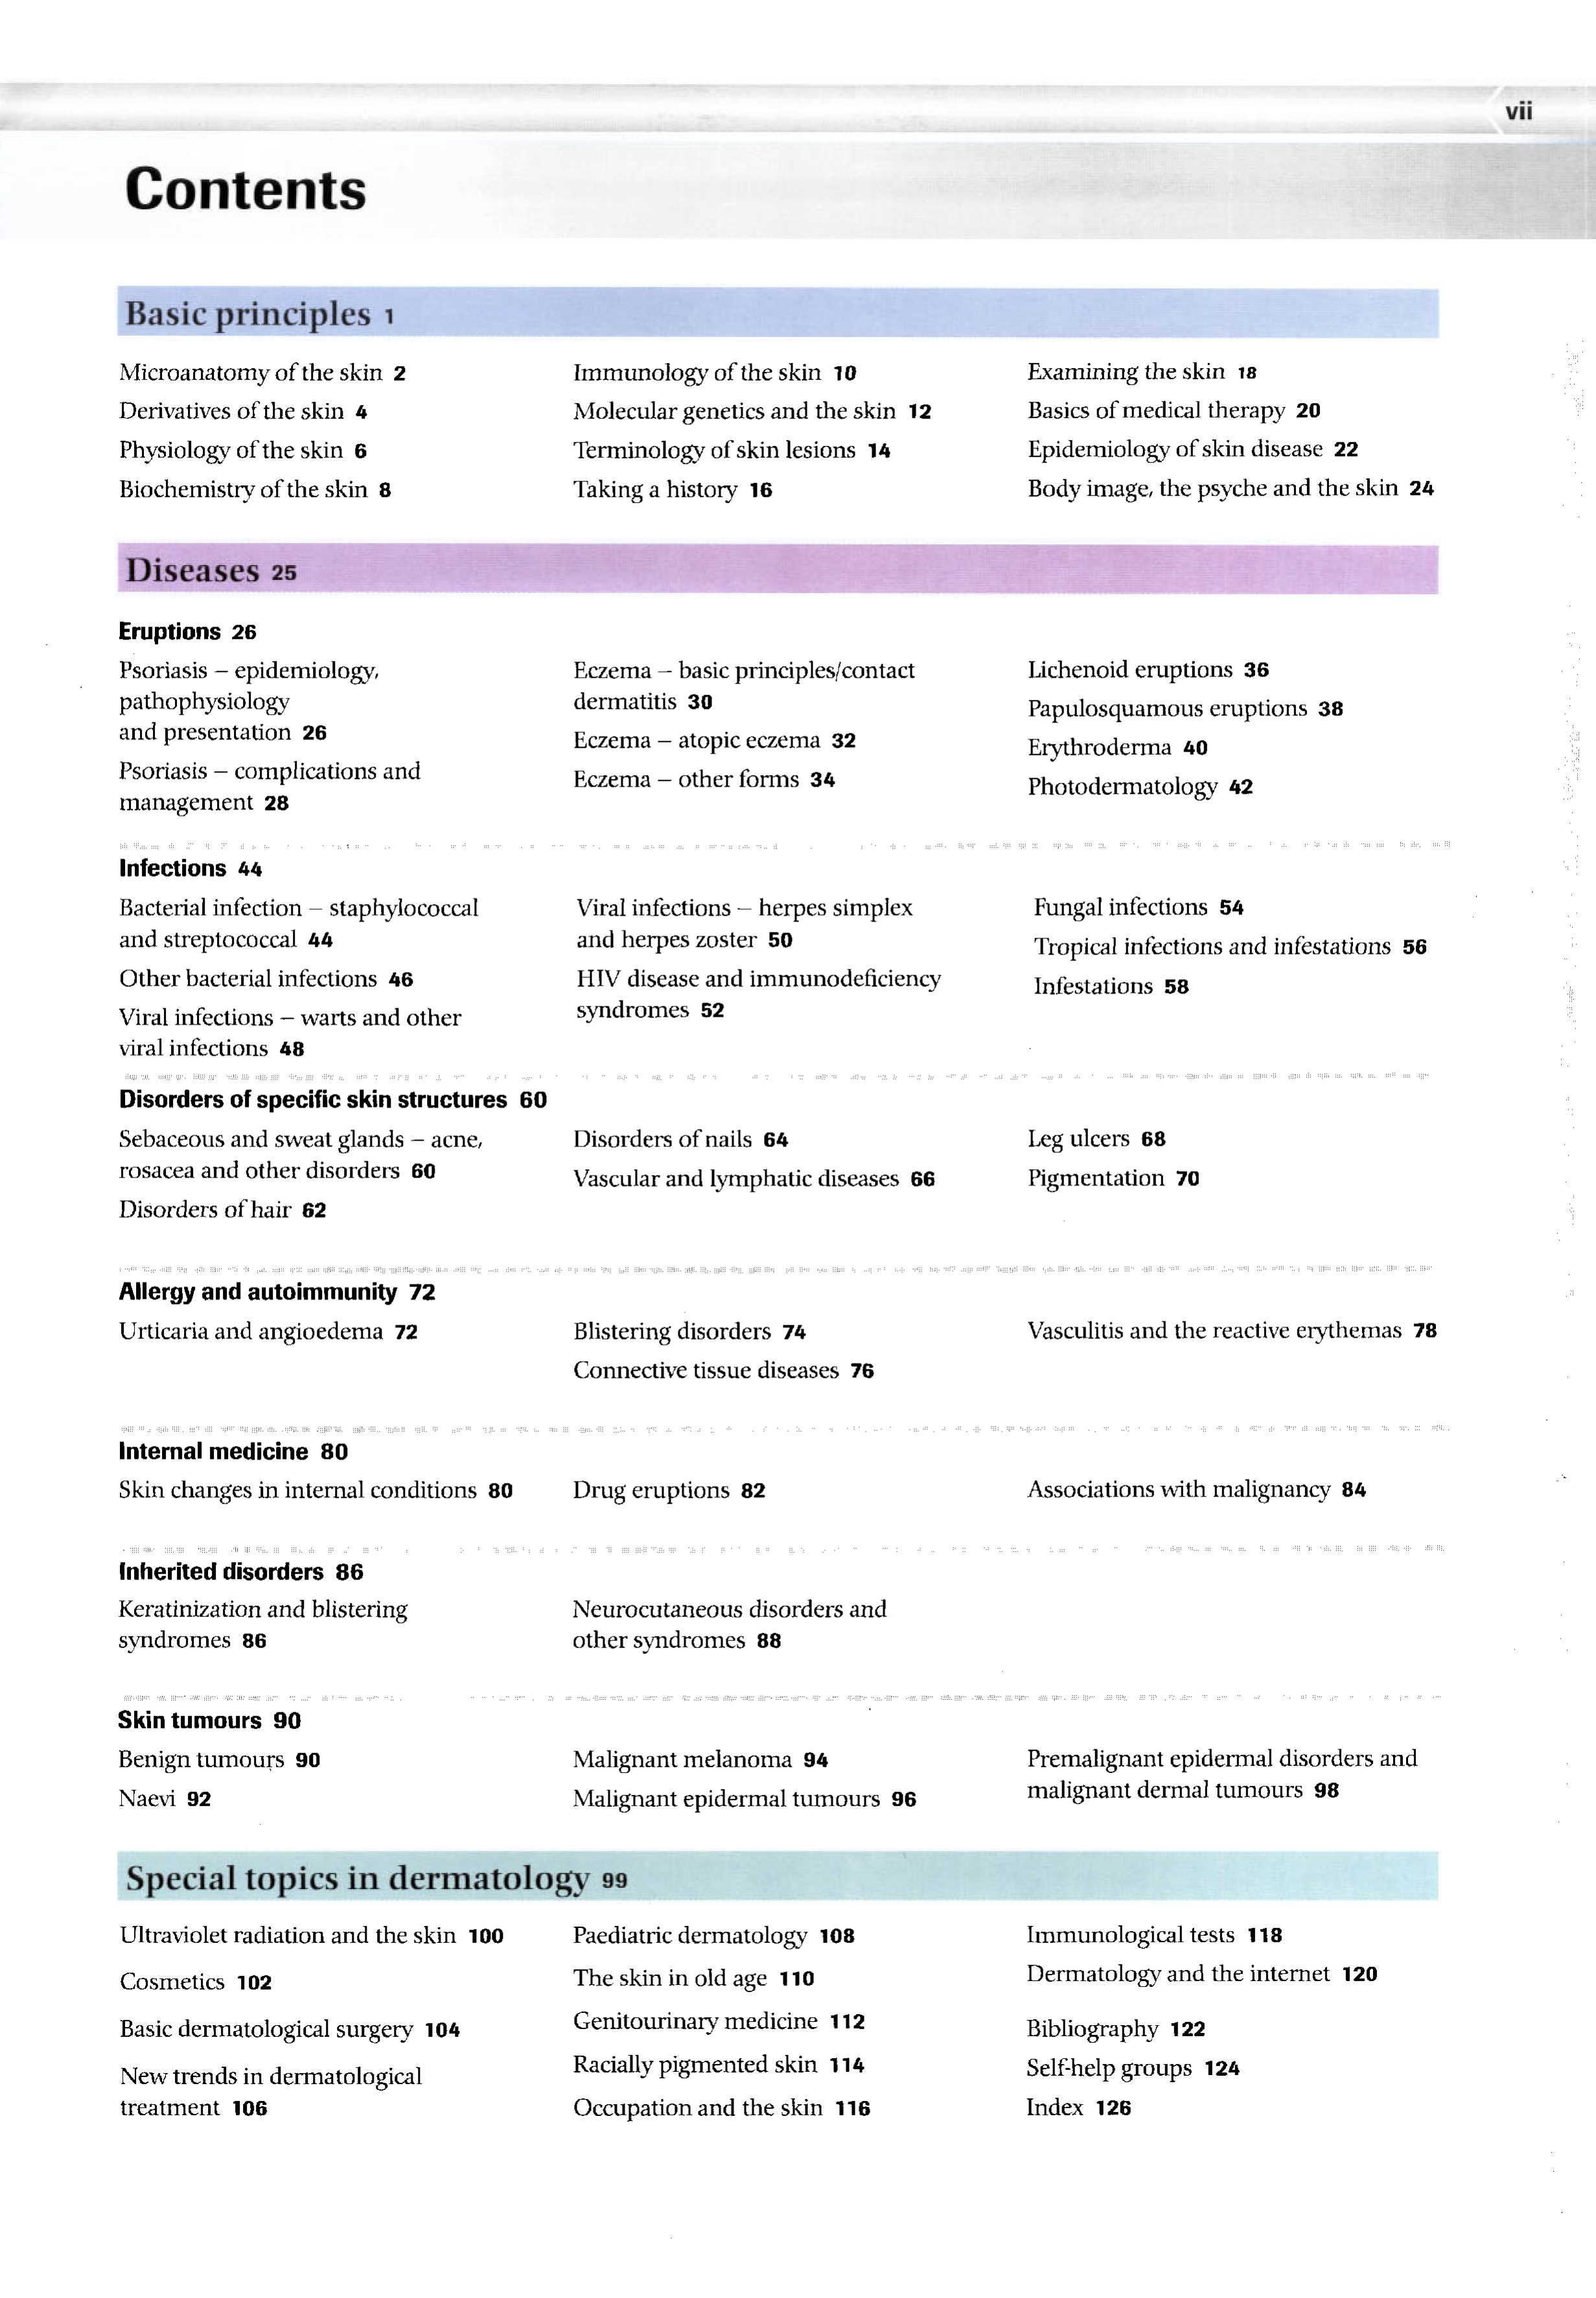 vii
Contents
Basic principles 1
Microanatomy of the skin 2
Derivatives of the skin 4
Physiology of the skin 6
Biochemistry of the skin 8
Immunology of the skin 10
Molecular genetics and the skin 12
Terminology of skin lesions 14
Taking a history 16
Examining the skin 18
Basics of medical therapy 20
Epidemiology of skin disease 22
Body image, the psyche and the skin 24
Diseases 25
Eruptions 26
Psoriasis – epidemiology,
pathophysiology
and presentation 26
Psoriasis – complications and
management 28
Eczema – basic principles/contact
dermatitis 30
Eczema – atopic eczema 32
Eczema – other forms 34
Lichenoid eruptions 36
Papulosquamous eruptions 38
Erythroderma 40
Photodermatology 42
Infections 44
Bacterial infection – staphylococcal
and streptococcal 44
Other bacterial infections 46
Viral infections – warts and other
viral infections 48
Viral infections – herpes simplex
and herpes zoster 50
HIV disease and immunodeficiency
syndromes 52
Fungal infections 54
Tropical infections and infestations 56
Infestations 58
Disorders of specific skin structures 60
Sebaceous and sweat glands – acne,
rosacea and other disorders 60
Disorders of hair 62
Disorders of nails 64
Vascular and lymphatic diseases 66
Leg ulcers 68
Pigmentation 70
Allergy and autoimmunity 72
Urticaria and angioedema 72
Blistering disorders 74
Connective tissue diseases 76
Vasculitis and the reactive erythemas 78
Internal medicine 80
Skin changes in internal conditions 80
Drug eruptions 82
Associations with malignancy 84
Inherited disorders 86
Keratinization and blistering
syndromes 86
Neurocutaneous disorders and
other syndromes 88
Skin tumours 90
Benign tumours 90
Naevi 92
Malignant melanoma 94
Malignant epidermal tumours 96
Premalignant epidermal disorders and
malignant dermal tumours 98
Special topics in dermatology 99
Ultraviolet radiation and the skin 100
Cosmetics 102
Basic dermatological surgery 104
New trends in dermatological
treatment 106
Paediatric dermatology 108
The skin in old age 110
Genitourinary medicine 112
Racially pigmented skin 114
Occupation and the skin 116
Immunological tests 118
Dermatology and the internet 120
Bibliography 122
Self-help groups 124
Index 126